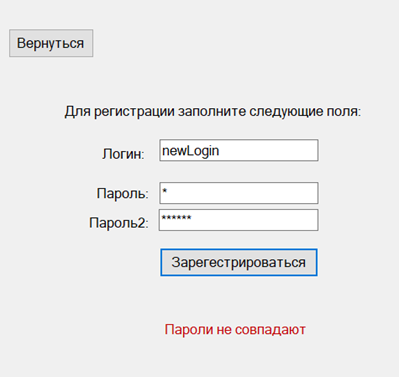 Вернуться
Для регистрации заполните следующие поля:
Логин: newLogin
Пароль: *
Пароль2: ******
Зарегестрироваться
Пароли не совпадают